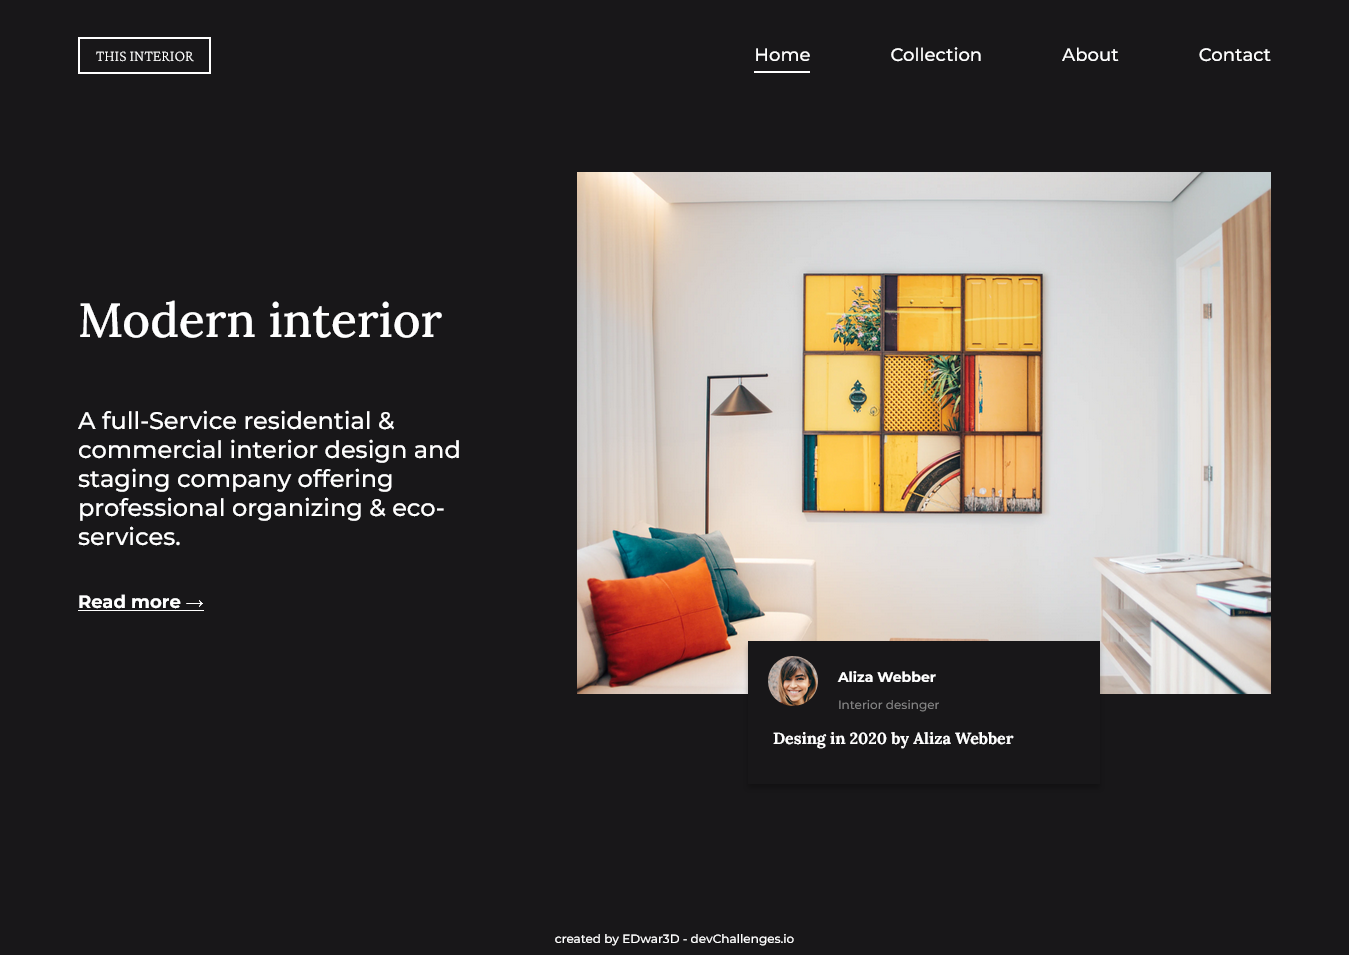 THIS INTERIOR
Home
Collection
About
Contact
Modern interior
A full-Service residential &
commercial interior design and
staging company offering
professional organizing & eco-
services.
Read more →
Aliza Webber
Interior desinger
Desing in 2020 by Aliza Webber
created by EDwar3D - devChallenges.io